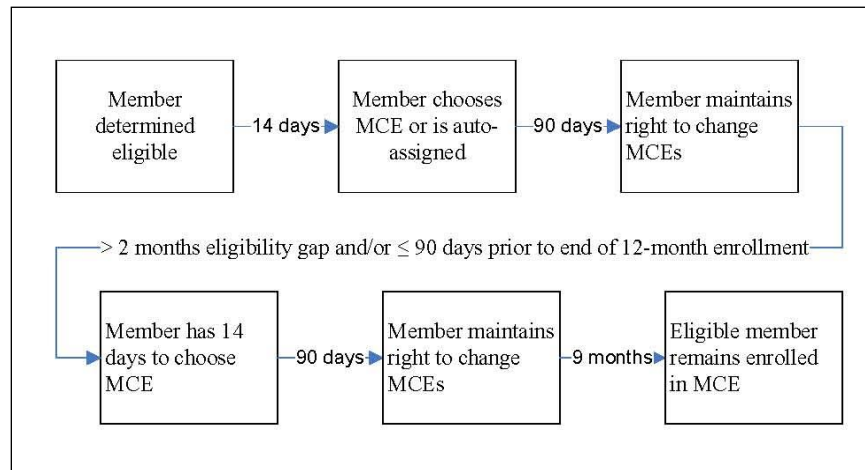 Member
determined
eligible
14 days
Member chooses
MCE or is auto-
assigned
90 days
Member maintains
right to change
MCEs
> 2 months eligibility gap and/or ≤ 90 days prior to end of 12-month enrollment
Member has 14
days to choose
MCE
90 days
Member maintains
right to change
MCEs
9 months
Eligible member
remains enrolled
in MCE